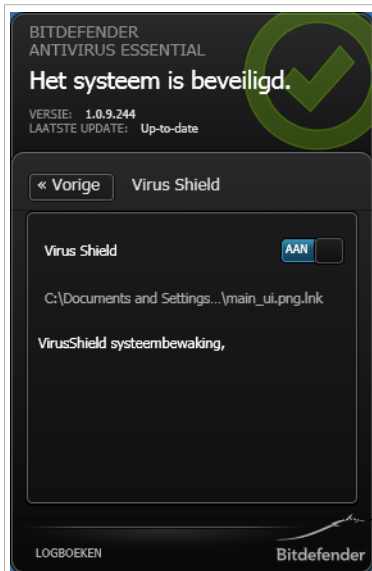 BITDEFENDER
ANTIVIRUS ESSENTIAL
Het systeem is beveiligd.
VERSIE: 1.0.9.244
LAATSTE UPDATE: Up-to-date
« Vorige Virus Shield
Virus Shield AAN
C:\Documents and Settings...\main_ui.png.lnk
VirusShield systeembewaking,
LOGBOEKEN Bitdefender